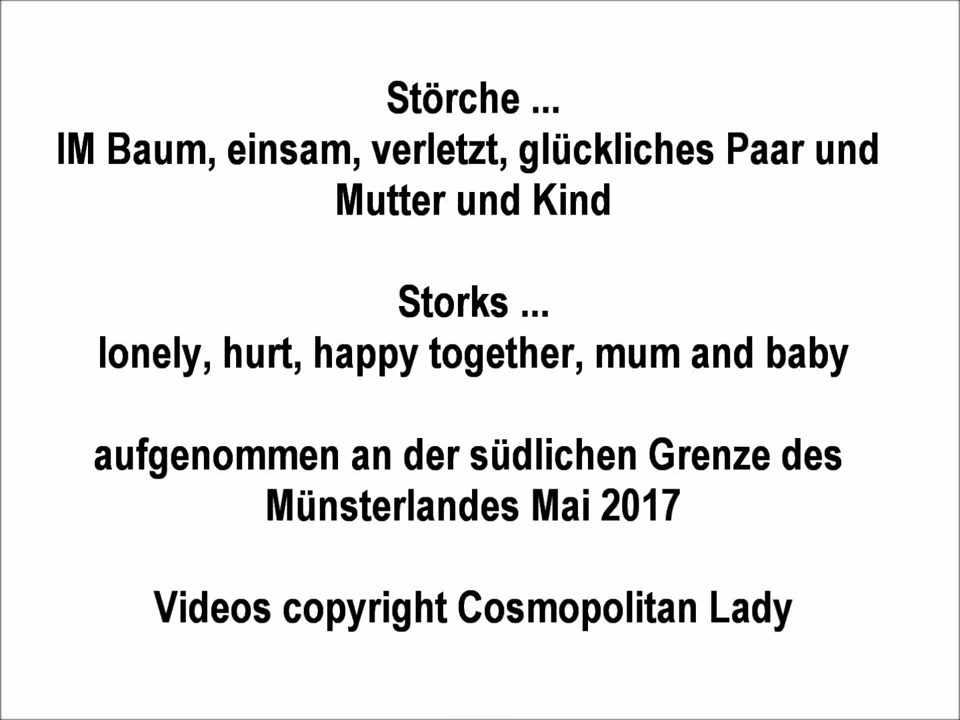 Störche ...
IM Baum, einsam, verletzt, glückliches Paar und
Mutter und Kind
Storks ...
lonely, hurt, happy together, mum and baby
aufgenommen an der südlichen Grenze des
Münsterlandes Mai 2017
Videos copyright Cosmopolitan Lady